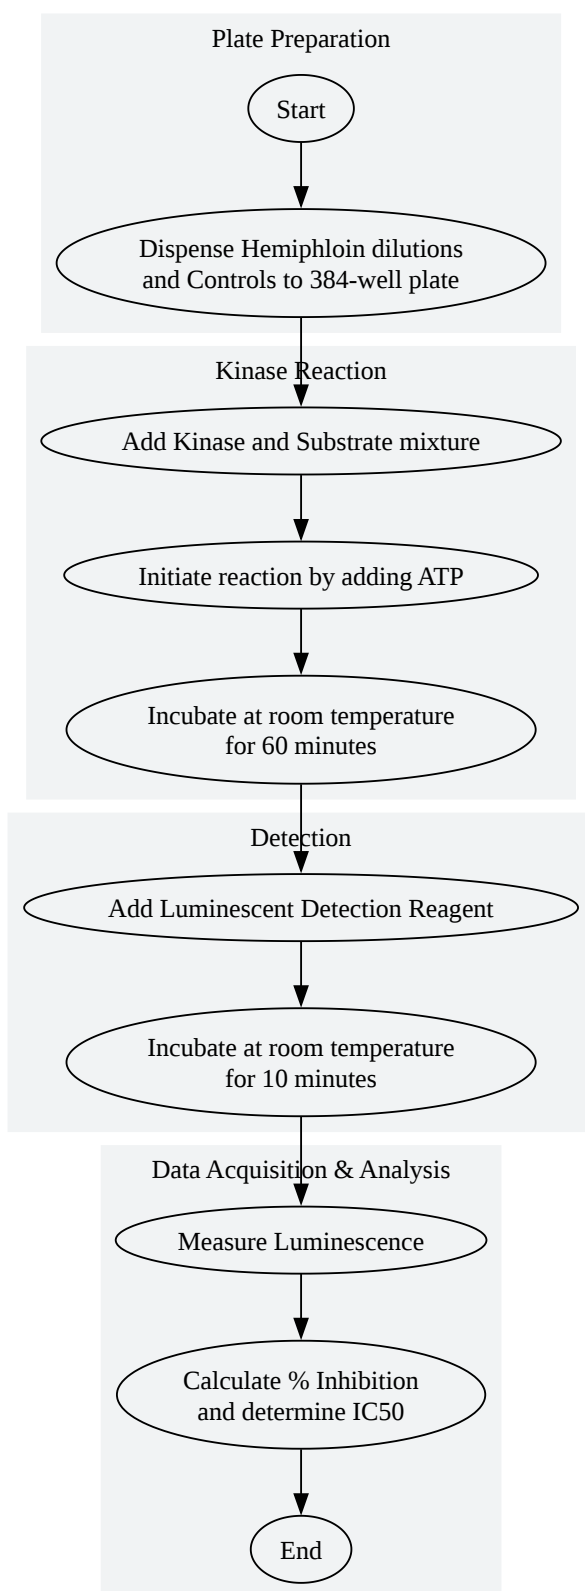 Plate Preparation
Start
Dispense Hemiphloin dilutions
and Controls to 384-well plate
Kinase Reaction
Add Kinase and Substrate mixture
Initiate reaction by adding ATP
Incubate at room temperature
for 60 minutes
Detection
Add Luminescent Detection Reagent
Incubate at room temperature
for 10 minutes
Data Acquisition & Analysis
Measure Luminescence
Calculate % Inhibition
and determine IC50
End